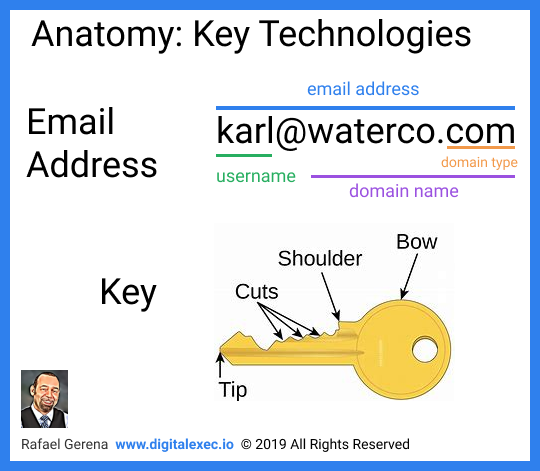 Anatomy: Key Technologies
email address
Email
Address
karl@waterco.com
domain type
username
domain name
Key
Bow
Shoulder
Cuts
Tip
Rafael Gerena www.digitalexec.io © 2019 All Rights Reserved